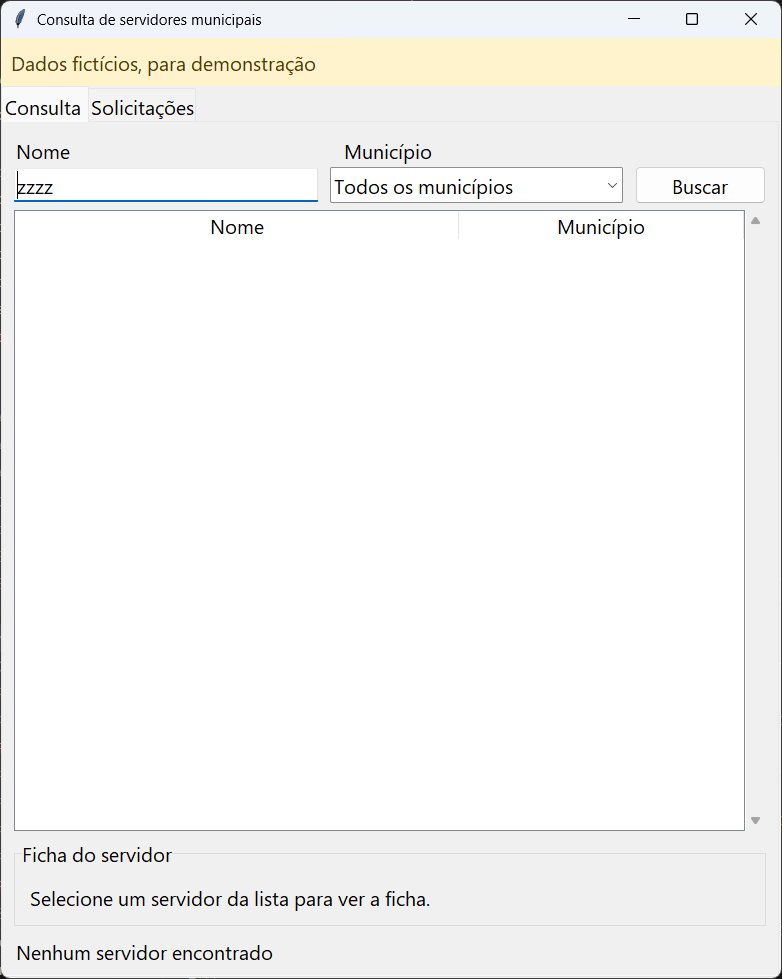 Consulta de servidores municipais
Dados fictícios, para demonstração
Consulta Solicitações
Nome Município
zzzz Todos os municípios Buscar
Nome Município
Ficha do servidor
Selecione um servidor da lista para ver a ficha.
Nenhum servidor encontrado